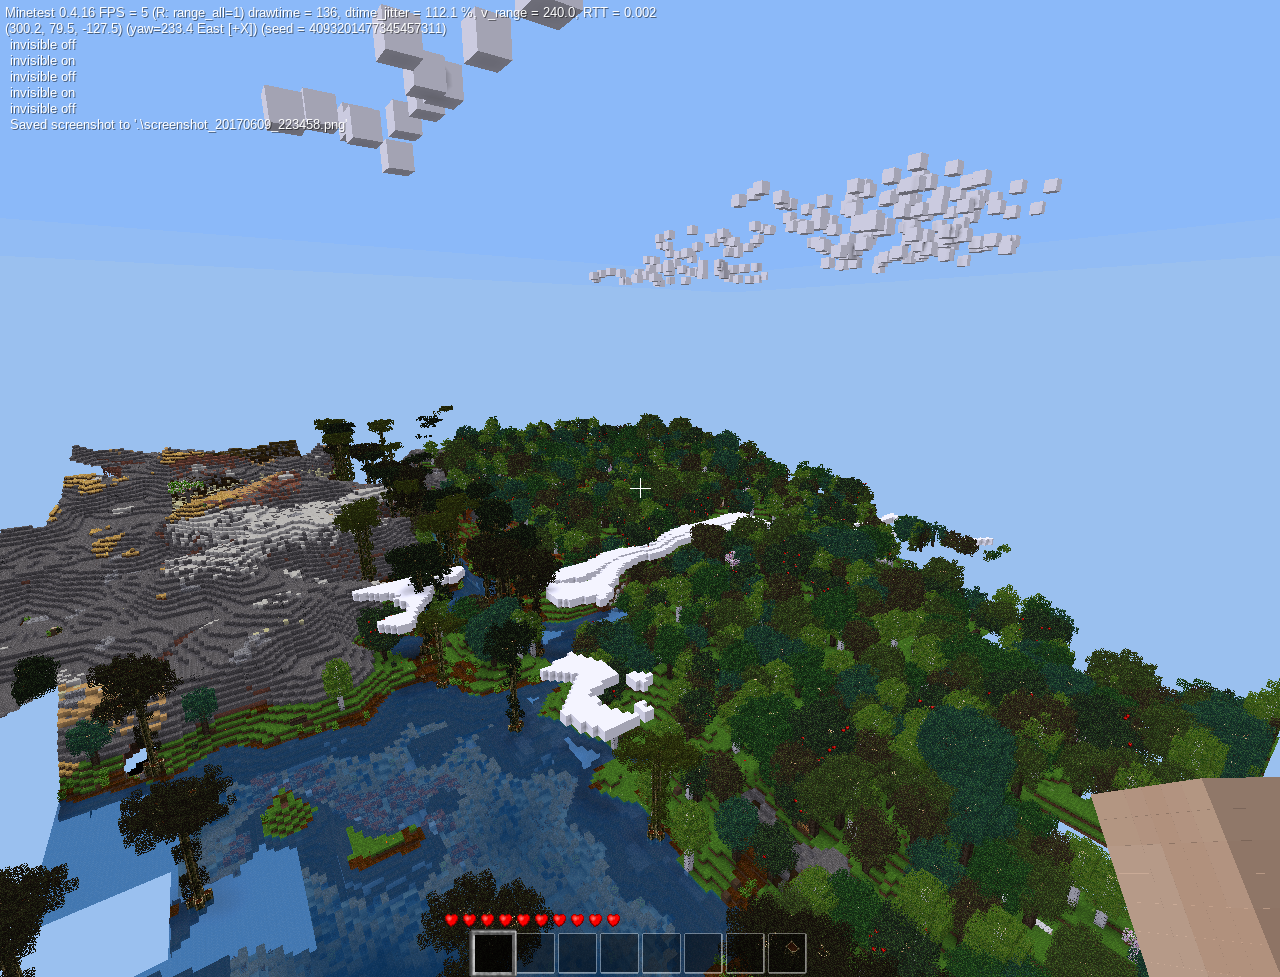 Minetest 0.4.16 FPS = 5 (R: range_all=1) drawtime = 136, dtime_jitter = 112.1 %, v_range = 240.0, RTT = 0.002
(300.2, 79.5, -127.5) (yaw=233.4 East [+X]) (seed = 4093201477345457311)
invisible off
invisible on
invisible off
invisible on
invisible off
Saved screenshot to '.\screenshot_20170609_223458.png'